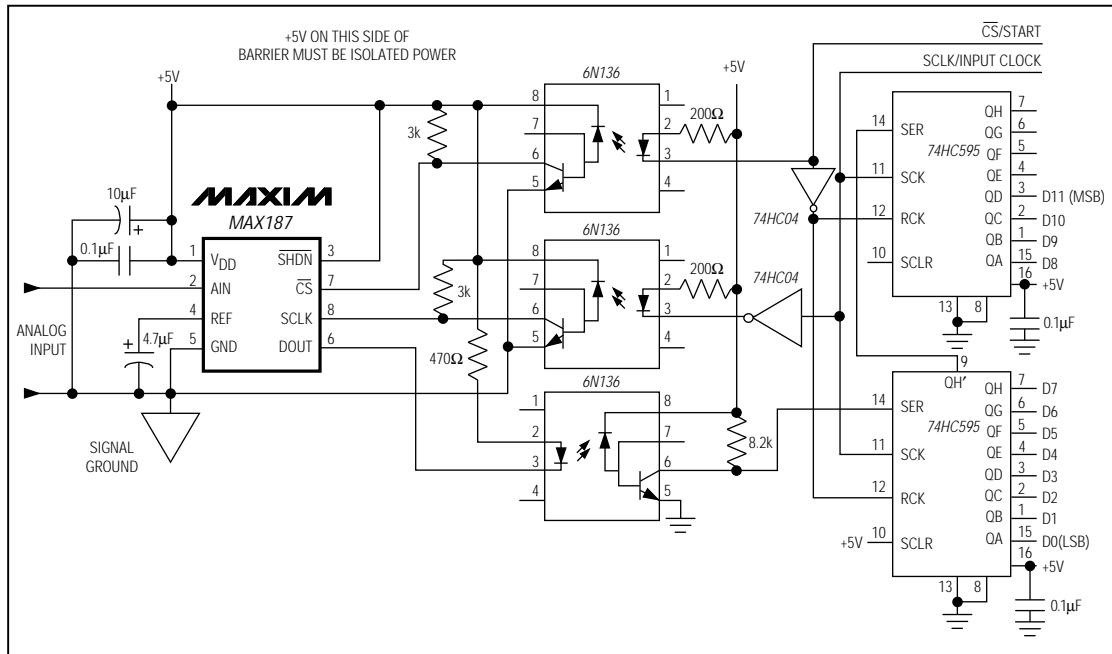 +5V ON THIS SIDE OF
BARRIER MUST BE ISOLATED POWER
+5V
3k
10µF
+
0.1µF
MAXIM
MAX187
1 VDD
2 AIN
4 REF
5 GND
SHDN 3
CS 7
SCLK 8
DOUT 6
ANALOG
INPUT
4.7µF
+
SIGNAL
GROUND
3k
470Ω
6N136
8
7
6
5
1
2
3
4
200Ω
+5V
6N136
8
7
6
5
1
2
3
4
200Ω
6N136
1
2
3
4
8
7
6
5
8.2k
CS/START
SCLK/INPUT CLOCK
74HC04
74HC04
74HC595
14 SER
11 SCK
12 RCK
10 SCLR
QH 7
QG 6
QF 5
QE 4
QD 3 D11 (MSB)
QC 2 D10
QB 1 D9
QA 15 D8
16 +5V
13 8
0.1µF
9
QH′
74HC595
14 SER
11 SCK
12 RCK
+5V 10 SCLR
QH 7 D7
QG 6 D6
QF 5 D5
QE 4 D4
QD 3 D3
QC 2 D2
QB 1 D1
QA 15 D0(LSB)
16 +5V
13 8
0.1µF